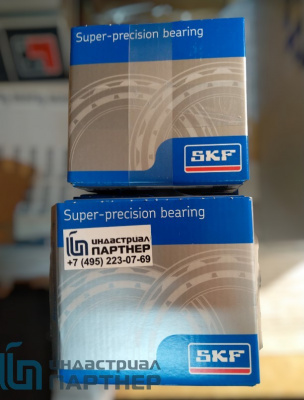 Super-precision bearing
SKF
Super-precision bearing
ИНДАСТРИАЛ
ПАРТНЕР
+7 (495) 223-07-69
SKF
ИНДАСТРИАЛ
ПАРТНЕР